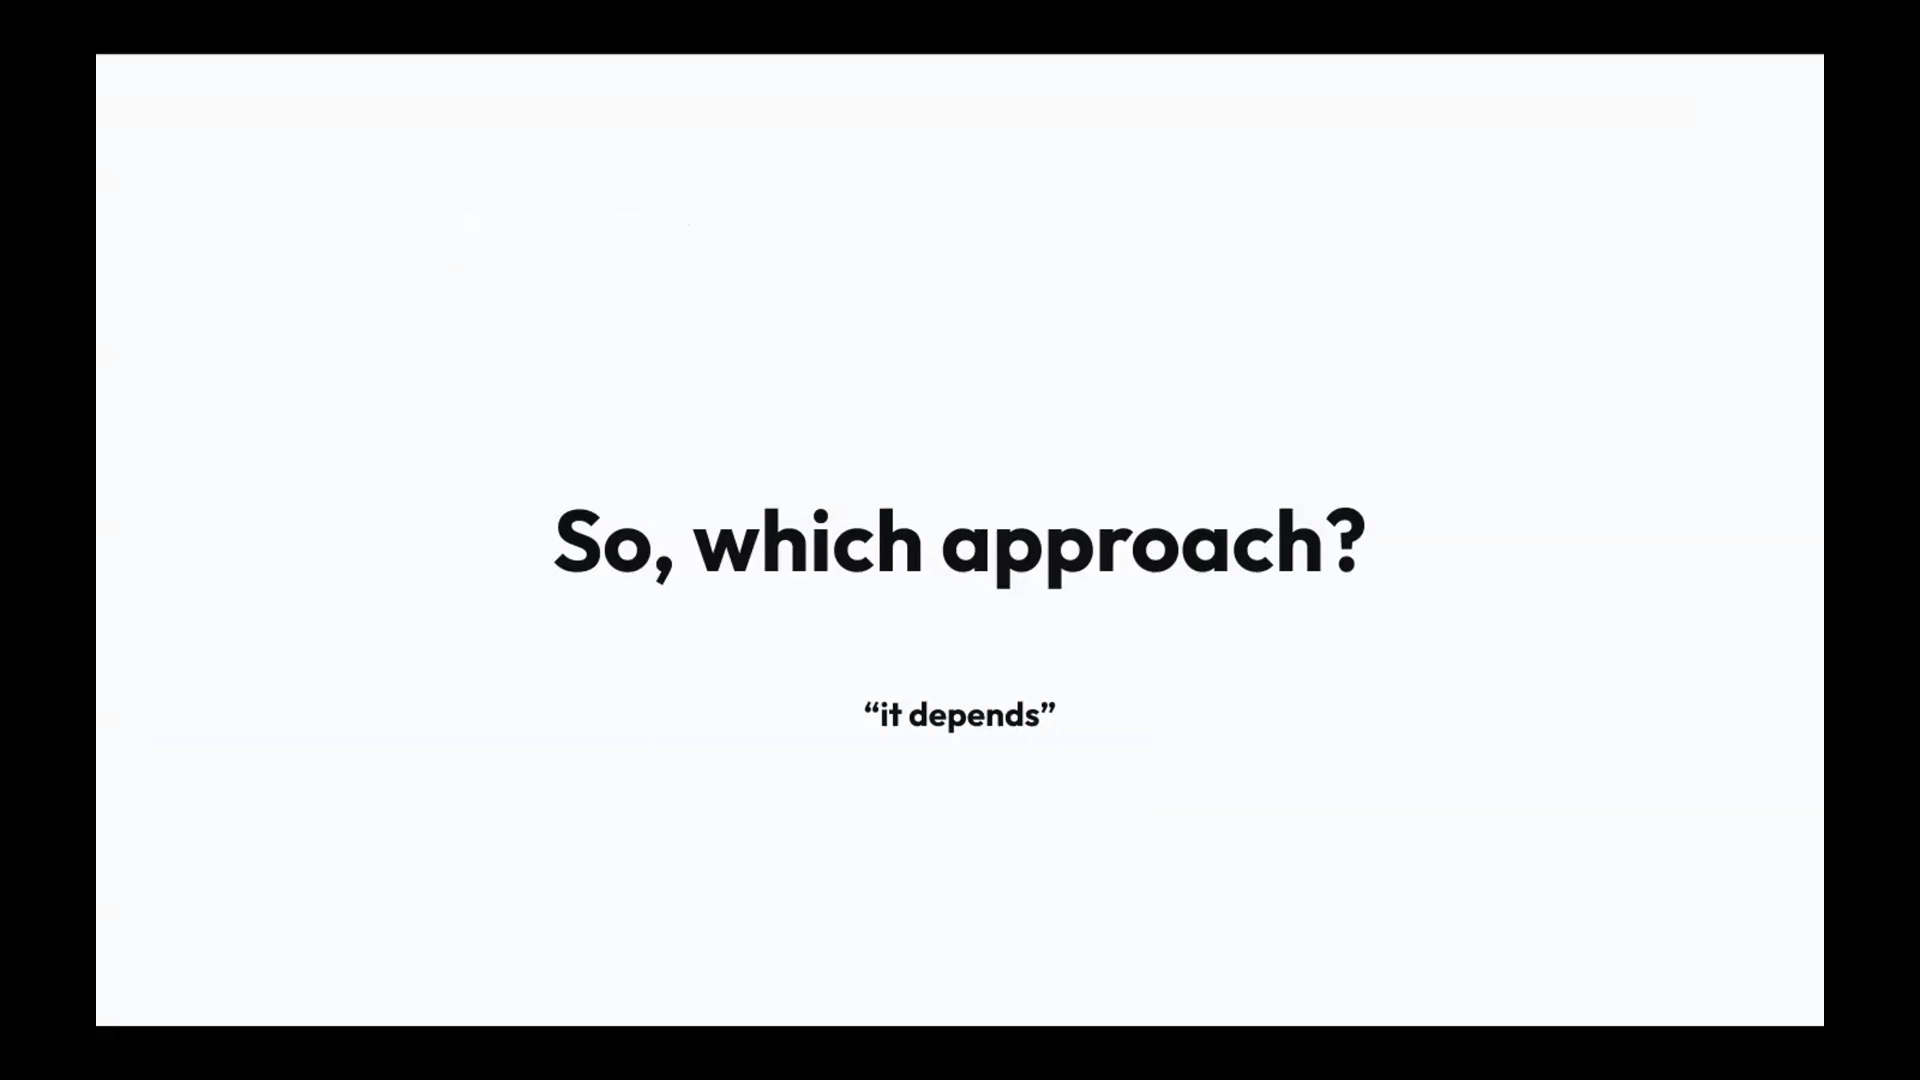 So, which approach?
“it depends”